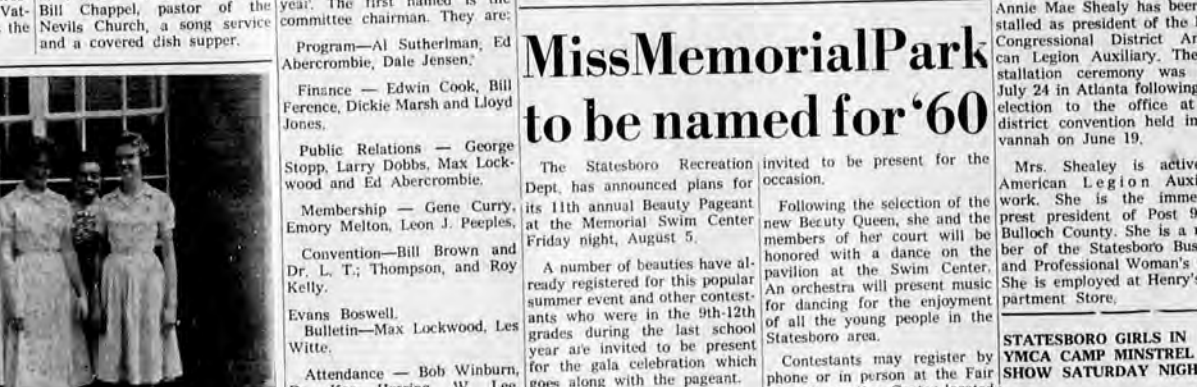 Vat-
the
Bill Chappel, pastor of the
Nevils Church, a song service
and a covered dish supper.
year. The first named is the
committee chairman. They are:
Program—Al Sutherlman, Ed
Abercrombie, Dale Jensen.
Finance — Edwin Cook, Bill
Ference, Dickie Marsh and Lloyd
Jones.
Public Relations — George
Stopp, Larry Dobbs, Max Lock-
wood and Ed Abercrombie.
Membership — Gene Curry,
Emory Melton, Leon J. Peeples,
Convention—Bill Brown and
Dr. L. T.; Thompson, and Roy
Kelly.
Evans Boswell.
Bulletin—Max Lockwood, Les
Witte.
Attendance — Bob Winburn,
MissMemorialPark
to be named for '60
The Statesboro Recreation
Dept. has announced plans for
its 11th annual Beauty Pageant
at the Memorial Swim Center
Friday night, August 5.
A number of beauties have al-
ready registered for this popular
summer event and other contest-
ants who were in the 9th-12th
grades during the last school
year are invited to be present
for the gala celebration which
goes along with the pageant.
invited to be present for the
occasion.
Following the selection of the
new Beauty Queen, she and the
members of her court will be
honored with a dance on the
pavilion at the Swim Center.
An orchestra will present music
for dancing for the enjoyment
of all the young people in the
Statesboro area.
Contestants may register by
phone or in person at the Fair
Annie Mae Shealy has been
stalled as president of the
Congressional District
can Legion Auxiliary. The
stallation ceremony was
July 24 in Atlanta following
election to the office at
district convention held in
vannah on June 19.
Mrs. Shealey is activ
American Legion Auxi
work. She is the imme
prest president of Post
Bulloch County. She is a
ber of the Statesboro Bus
and Professional Woman's
She is employed at Henry's
partment Store.
STATESBORO GIRLS IN
YMCA CAMP MINSTREL
SHOW SATURDAY NIGH